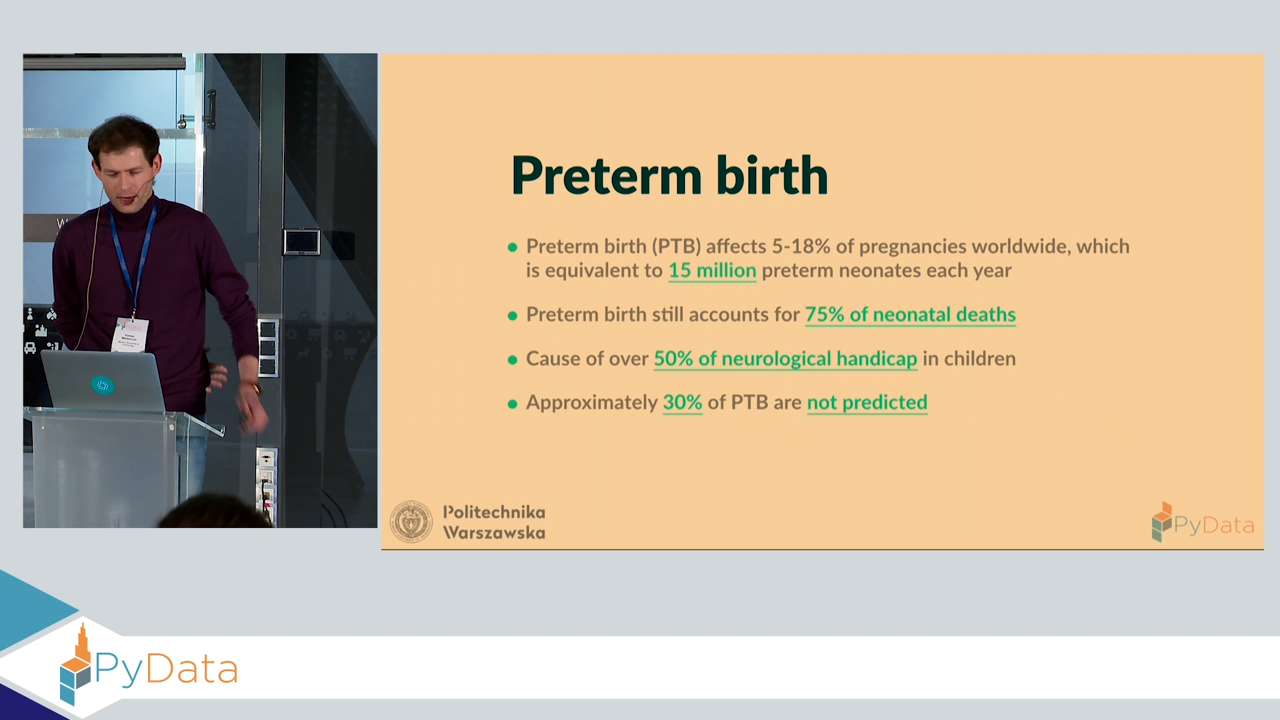 Preterm birth
• Preterm birth (PTB) affects 5-18% of pregnancies worldwide, which
is equivalent to 15 million preterm neonates each year
• Preterm birth still accounts for 75% of neonatal deaths
• Cause of over 50% of neurological handicap in children
• Approximately 30% of PTB are not predicted
Politechnika
Warszawska
PyData
PyData